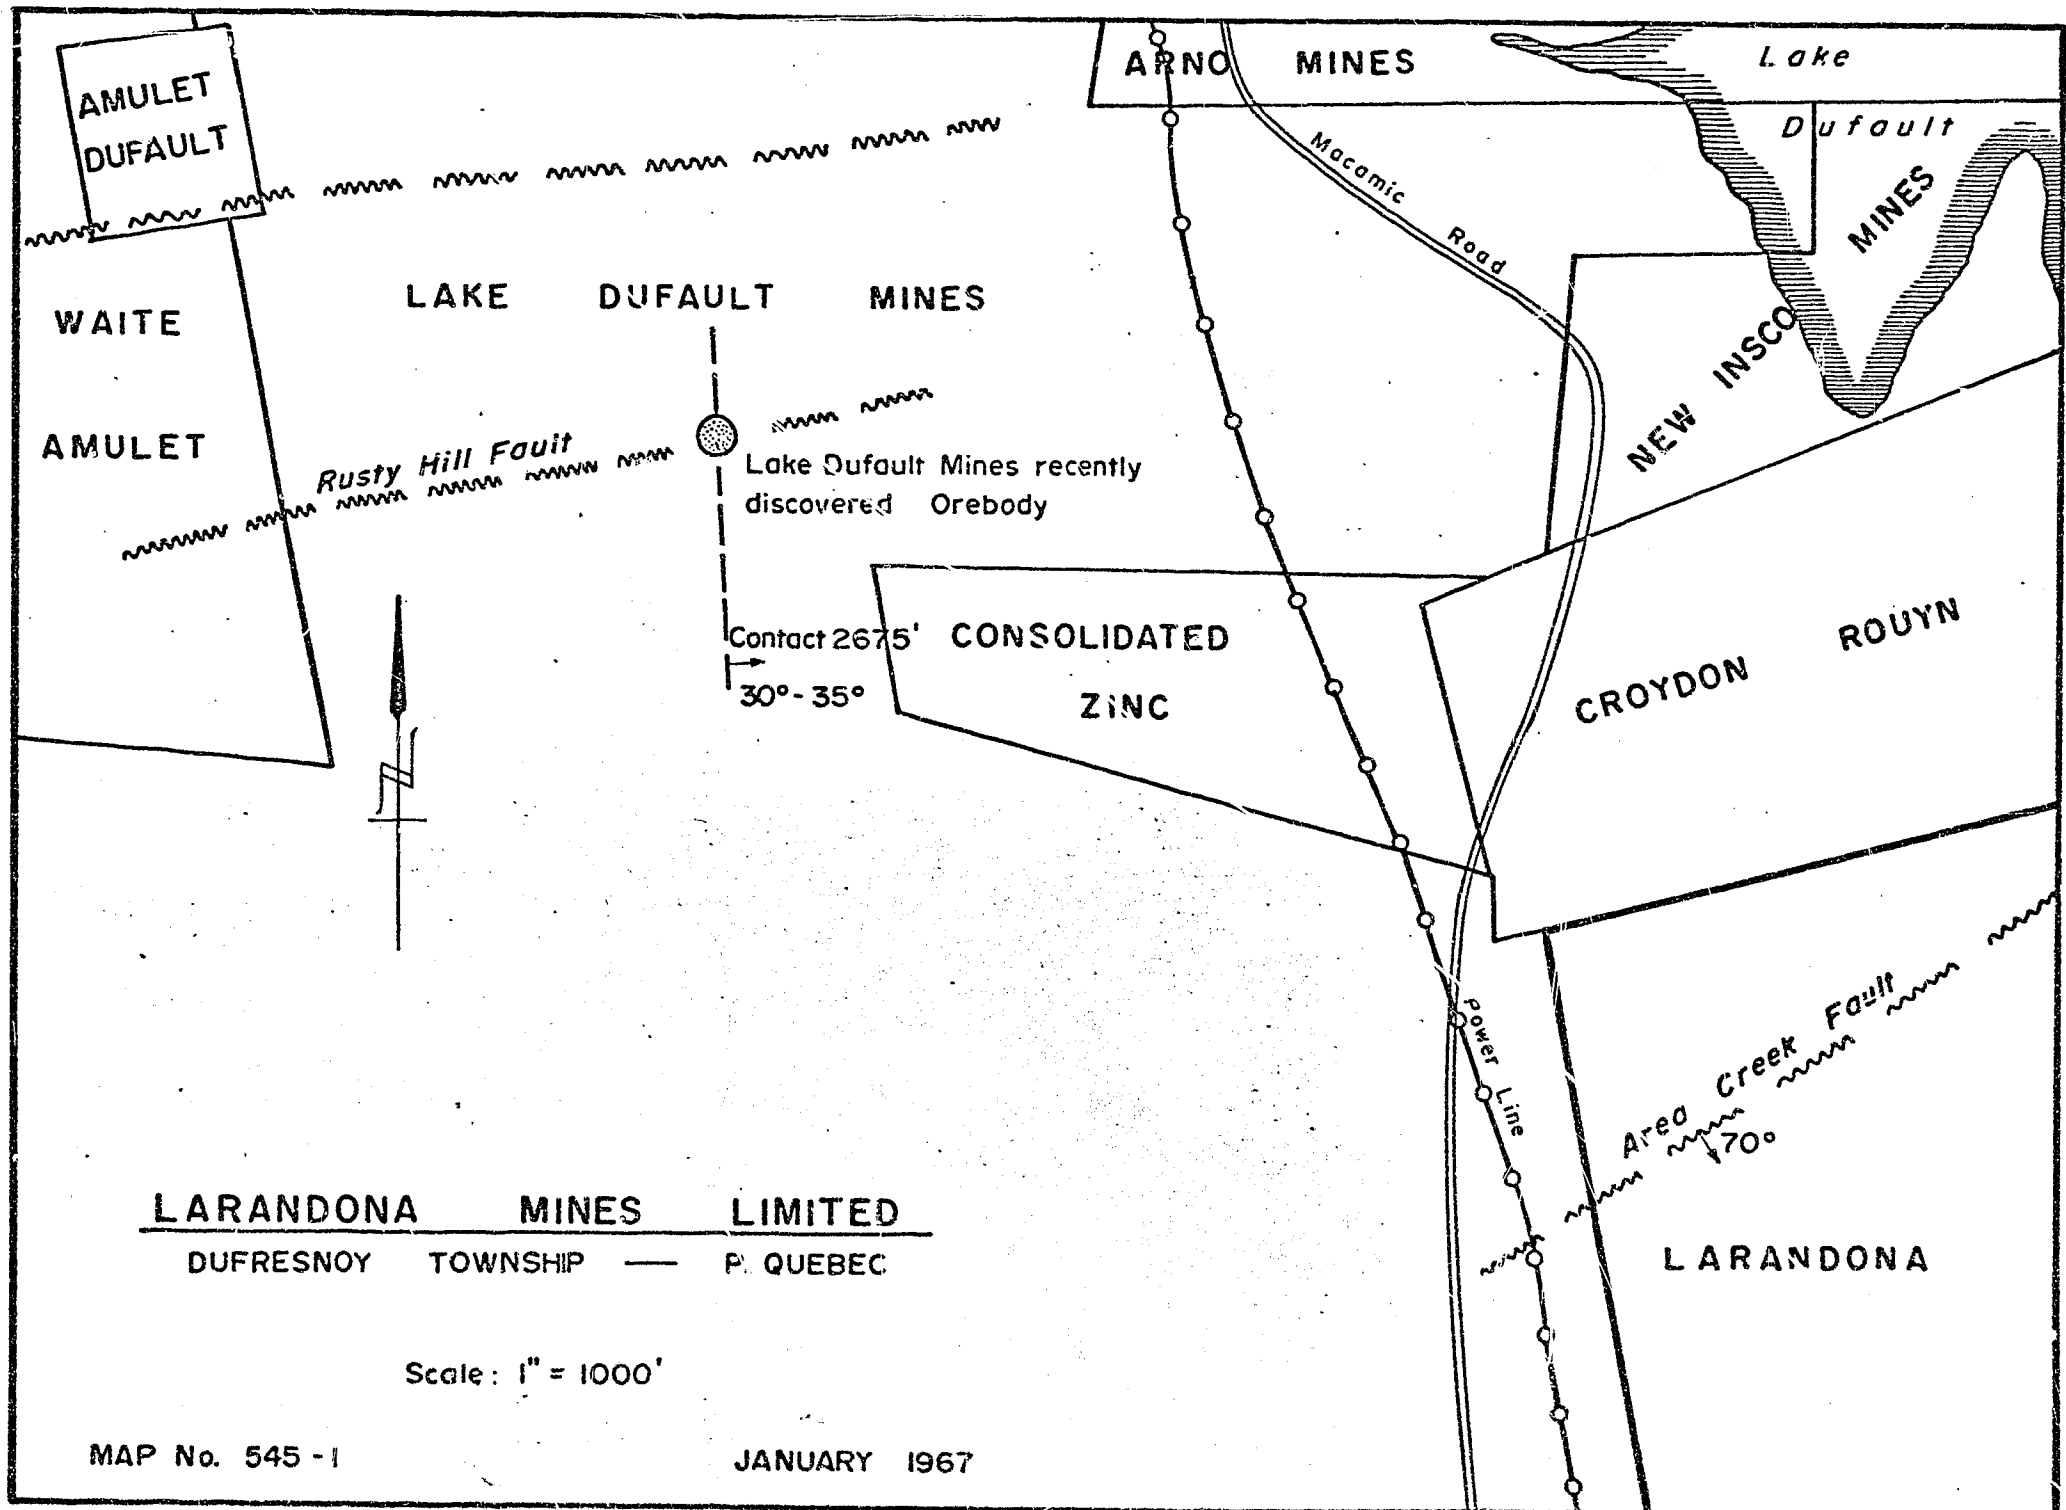 AMULET
DUFAULT
ARNO MINES
Lake
Dufault
Macamic Road
MINES
WAITE
AMULET
LAKE DUFAULT MINES
NEW INSCO
Rusty Hill Fault
Lake Dufault Mines recently
discovered Orebody
Contact 2675'
30°-35°
CONSOLIDATED
ZINC
CROYDON ROUYN
N
Power Line
Area Creek Fault
70°
LARANDONA
LARANDONA MINES LIMITED
DUFRESNOY TOWNSHIP — P. QUEBEC
Scale: 1" = 1000'
MAP No. 545-1
JANUARY 1967